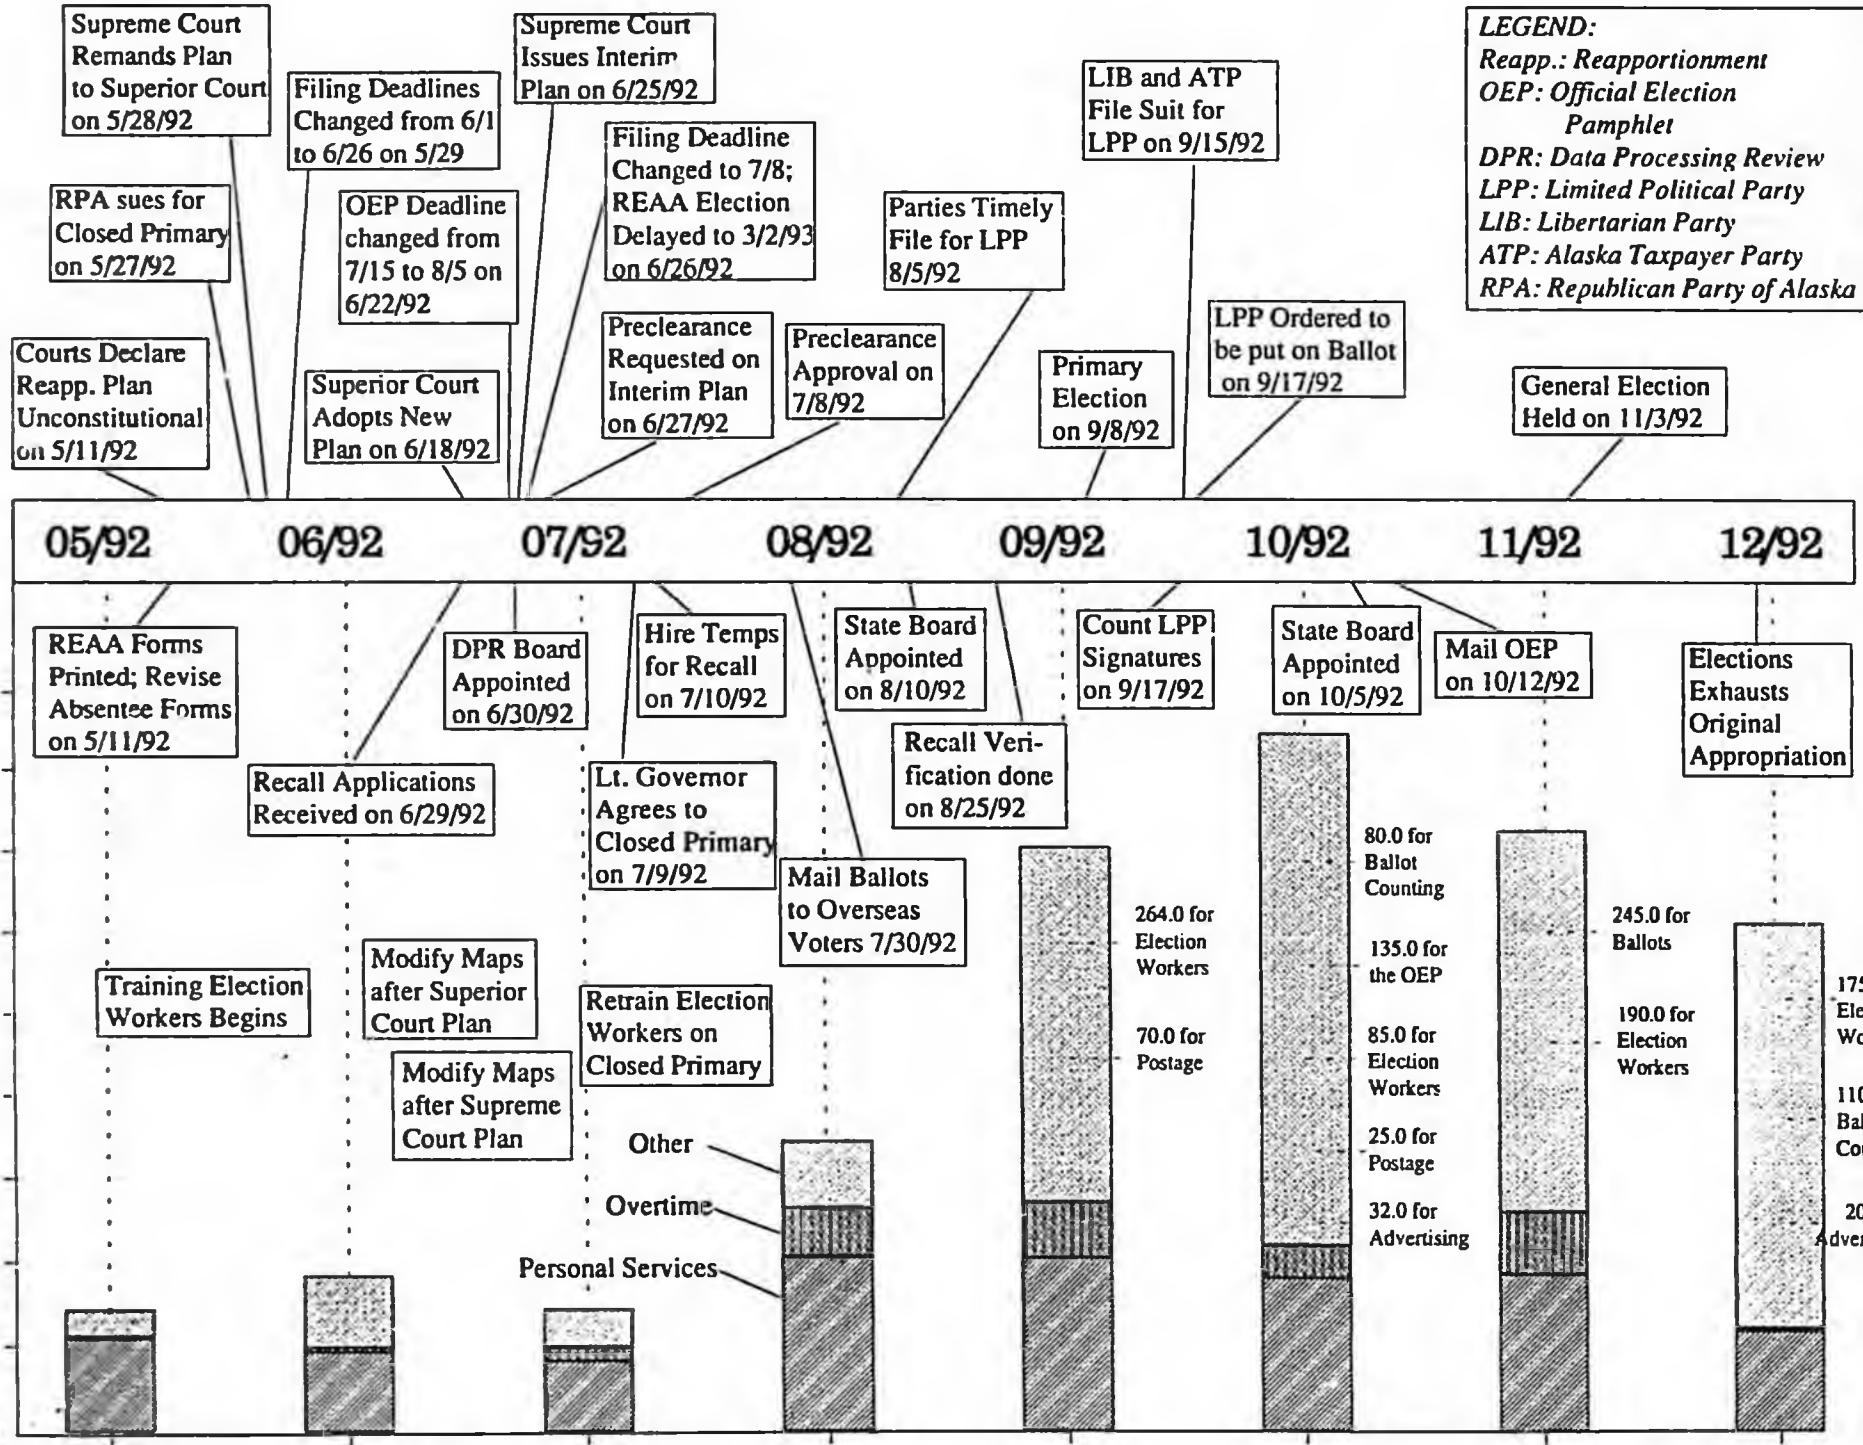 Supreme Court
Remands Plan
to Superior Court
on 5/28/92
Filing Deadlines
Changed from 6/1
to 6/26 on 5/29
Supreme Court
Issues Interim
Plan on 6/25/92
Filing Deadline
Changed to 7/8;
REAA Election
Delayed to 3/2/93
on 6/26/92
LIB and ATP
File Suit for
LPP on 9/15/92
LEGEND:
Reapp.: Reapportionment
OEP: Official Election
Pamphlet
DPR: Data Processing Review
LPP: Limited Political Party
LIB: Libertarian Party
ATP: Alaska Taxpayer Party
RPA: Republican Party of Alaska
RPA sues for
Closed Primary
on 5/27/92
OEP Deadline
changed from
7/15 to 8/5 on
6/22/92
Parties Timely
File for LPP
8/5/92
Courts Declare
Reapp. Plan
Unconstitutional
on 5/11/92
Superior Court
Adopts New
Plan on 6/18/92
Preclearance
Requested on
Interim Plan
on 6/27/92
Preclearance
Approval on
7/8/92
Primary
Election
on 9/8/92
LPP Ordered to
be put on Ballot
on 9/17/92
General Election
Held on 11/3/92
05/92 06/92 07/92 08/92 09/92 10/92 11/92 12/92
REAA Forms
Printed; Revise
Absentee Forms
on 5/11/92
Recall Applications
Received on 6/29/92
DPR Board
Appointed
on 6/30/92
Hire Temps
for Recall
on 7/10/92
Lt. Governor
Agrees to
Closed Primary
on 7/9/92
State Board
Appointed
on 8/10/92
Mail Ballots
to Overseas
Voters 7/30/92
Recall Veri-
fication done
on 8/25/92
Count LPP
Signatures
on 9/17/92
State Board
Appointed
on 10/5/92
Mail OEP
on 10/12/92
Elections
Exhausts
Original
Appropriation
Training Election
Workers Begins
Modify Maps
after Superior
Court Plan
Modify Maps
after Supreme
Court Plan
Retrain Election
Workers on
Closed Primary
Other
Overtime
Personal Services
264.0 for
Election
Workers
70.0 for
Postage
80.0 for
Ballot
Counting
135.0 for
the OEP
85.0 for
Election
Workers
25.0 for
Postage
32.0 for
Advertising
245.0 for
Ballots
190.0 for
Election
Workers
175
Ele
Wo
110
Bal
Cou
20
Adver